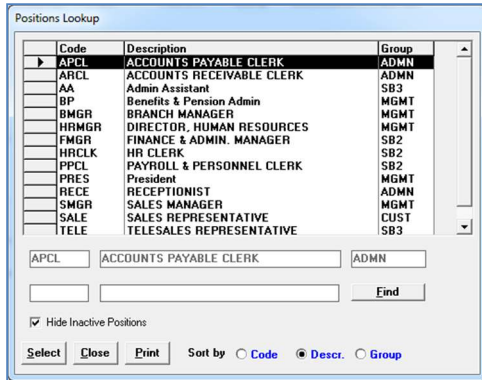 Positions Lookup
Code Description Group
APCL ACCOUNTS PAYABLE CLERK ADMN
ARCL ACCOUNTS RECEIVABLE CLERK ADMN
AA Admin Assistant SB3
BP Benefits & Pension Admin MGMT
BMGR BRANCH MANAGER MGMT
HRMGR DIRECTOR, HUMAN RESOURCES MGMT
FMGR FINANCE & ADMIN. MANAGER SB2
HRCLK HR CLERK SB2
PPCL PAYROLL & PERSONNEL CLERK SB2
PRES President MGMT
RECE RECEPTIONIST ADMN
SMGR SALES MANAGER MGMT
SALE SALES REPRESENTATIVE CUST
TELE TELESALES REPRESENTATIVE SB3
APCL ACCOUNTS PAYABLE CLERK ADMN
Find
Hide Inactive Positions
Select Close Print Sort by Code Descr. Group